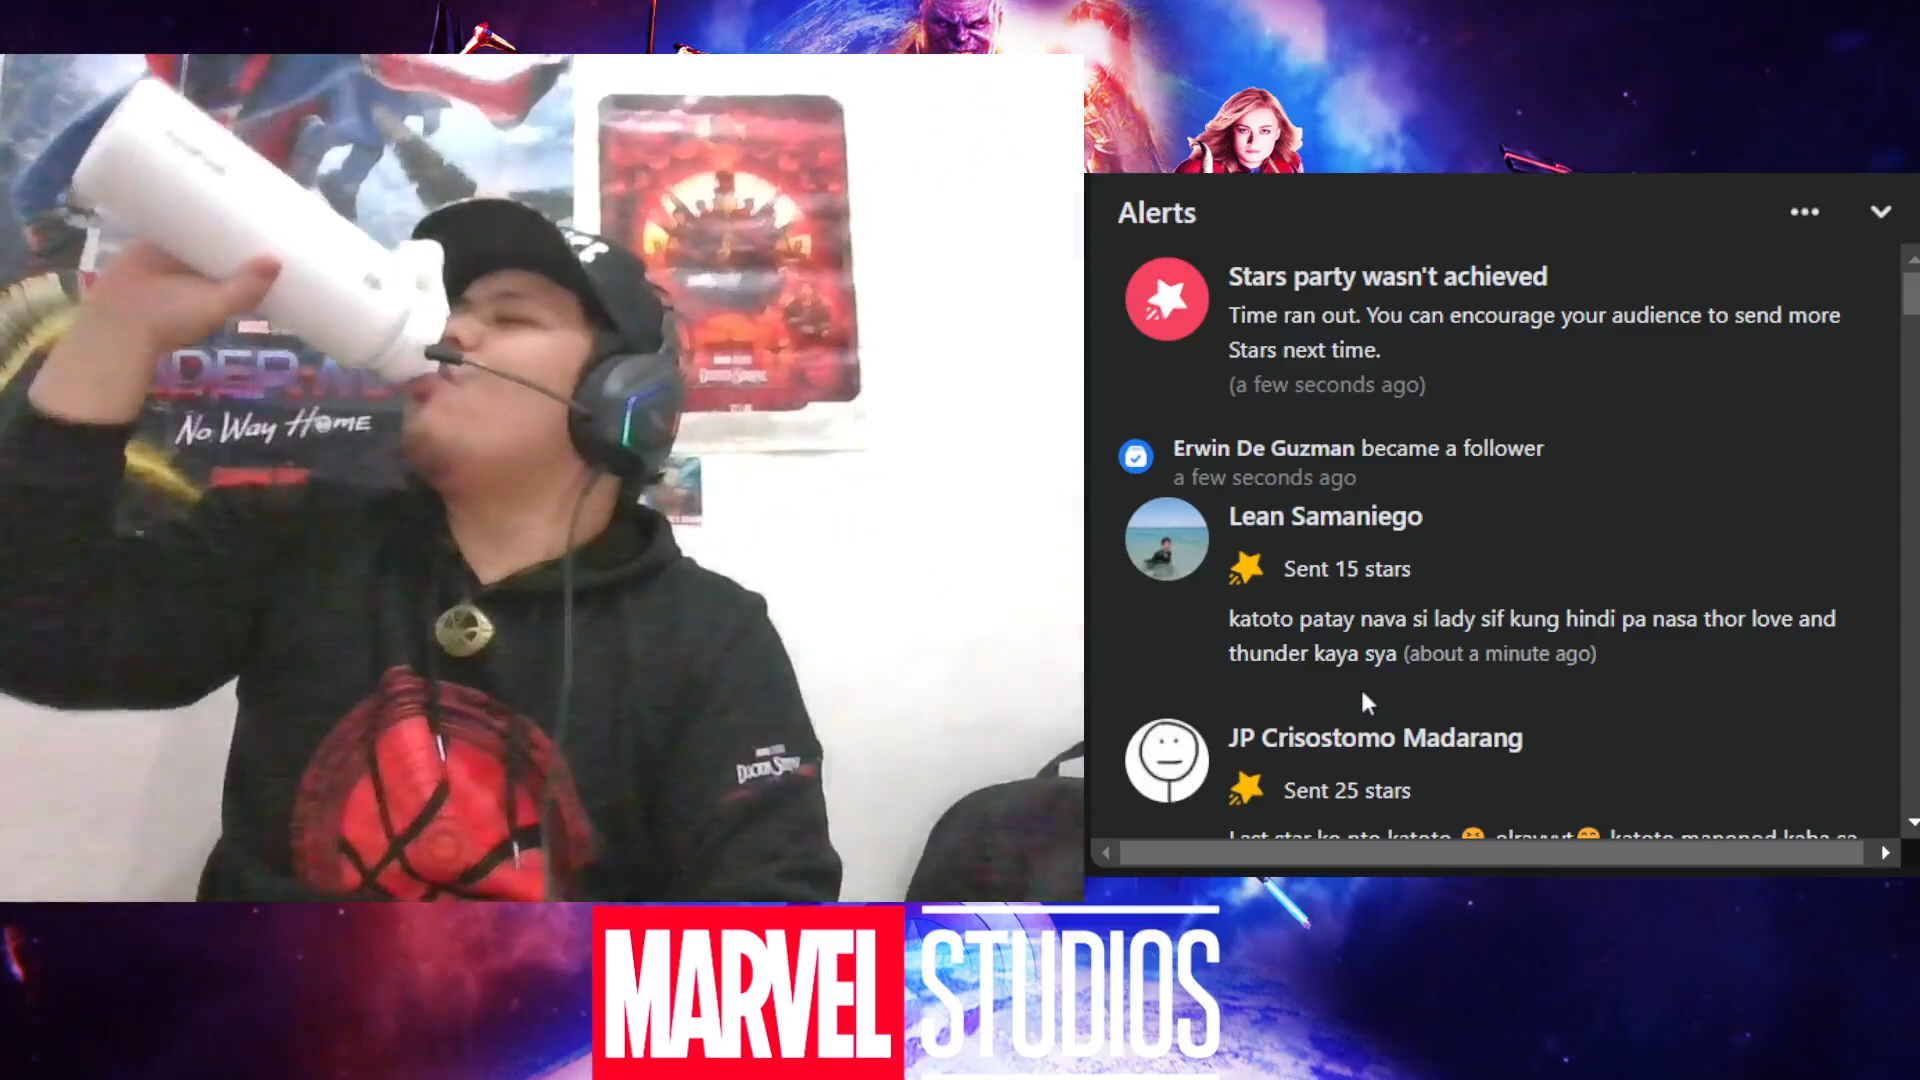 Alerts
Stars party wasn't achieved
Time ran out. You can encourage your audience to send more
Stars next time.
(a few seconds ago)
Erwin De Guzman became a follower
a few seconds ago
Lean Samaniego
Sent 15 stars
katoto patay nava si lady sif kung hindi pa nasa thor love and
thunder kaya sya (about a minute ago)
JP Crisostomo Madarang
Sent 25 stars
No Way Home
MARVEL STUDIOS